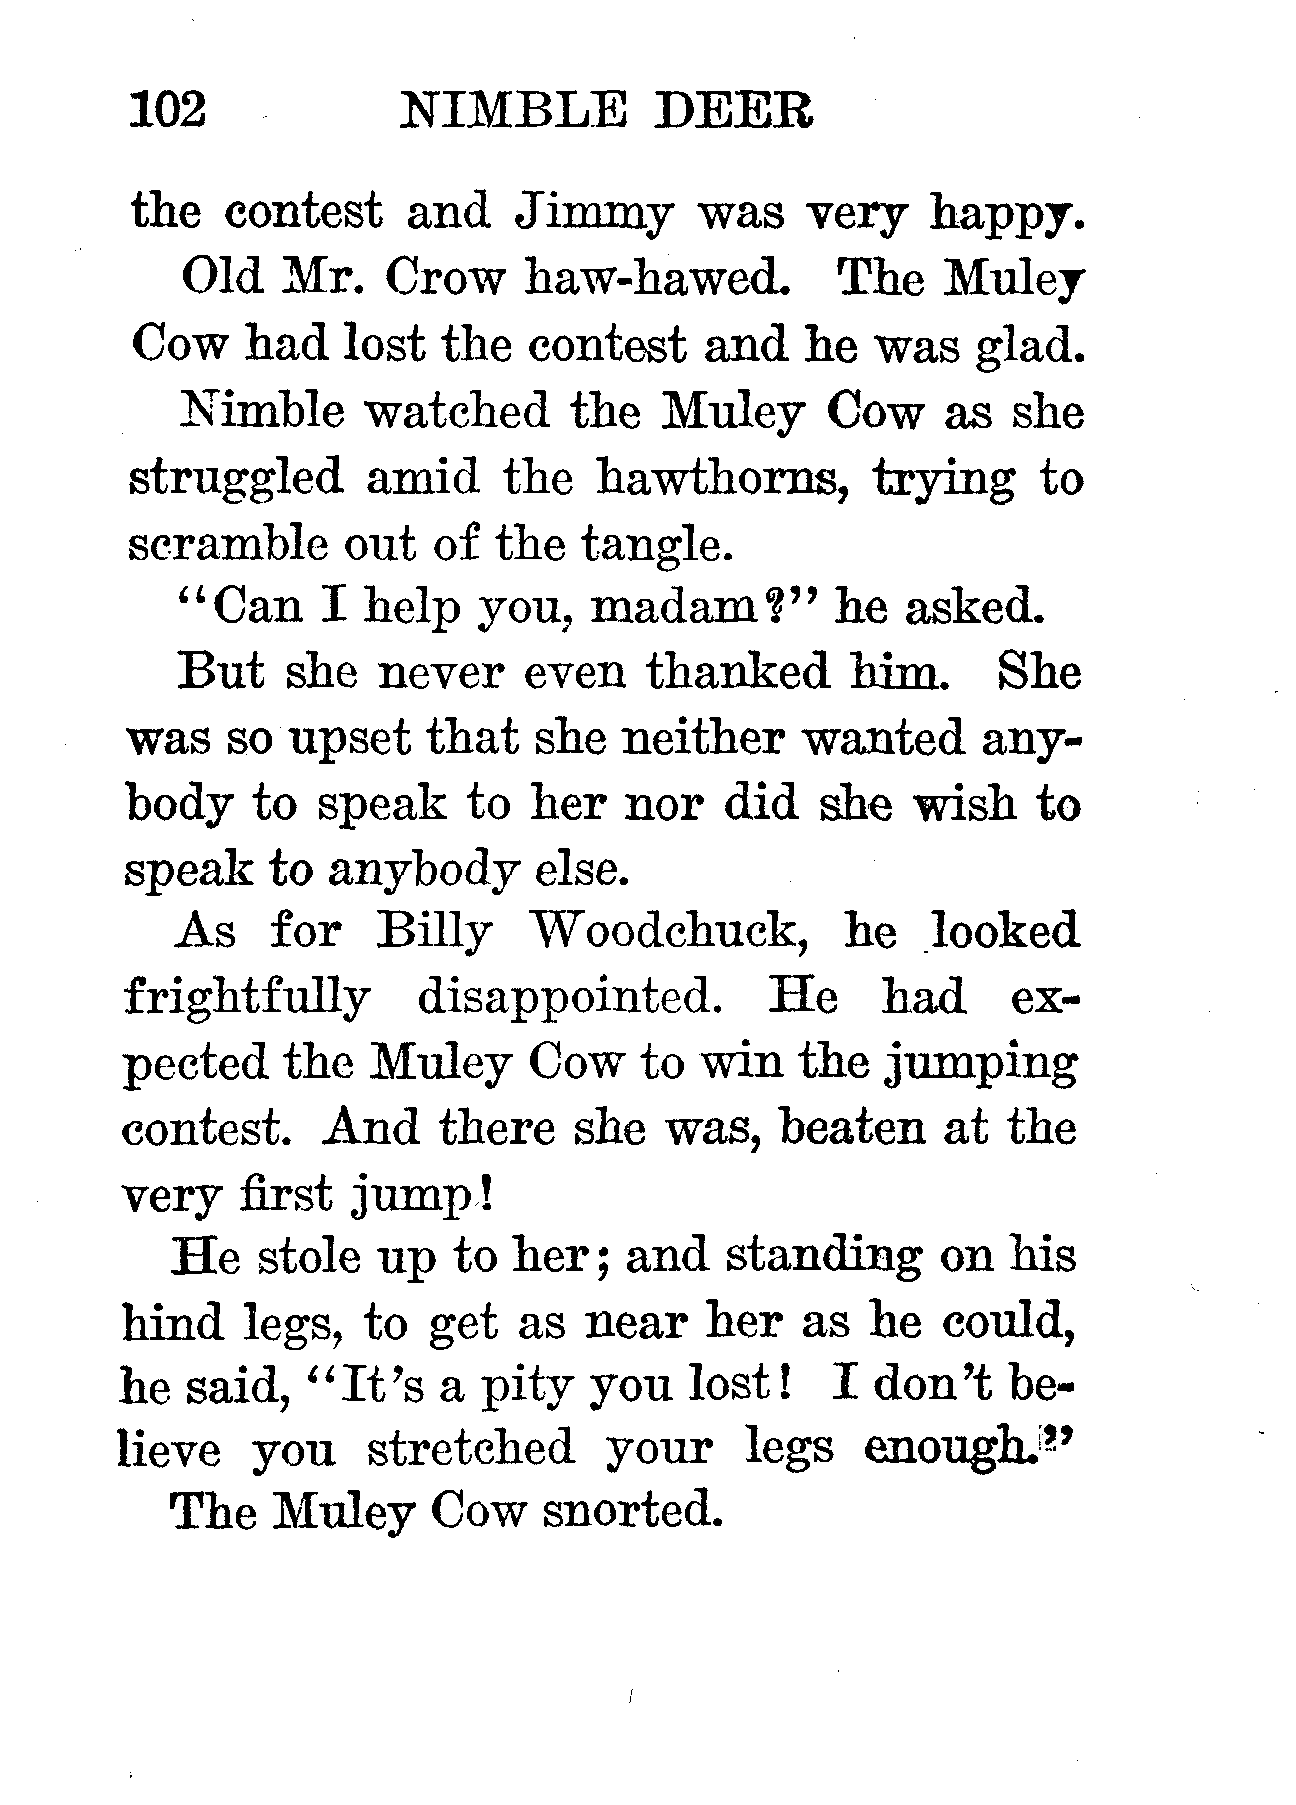 102 NIMBLE DEER
the contest and Jimmy was very happy.
Old Mr. Crow haw-hawed. The Muley
Cow had lost the contest and he was glad.
Nimble watched the Muley Cow as she
struggled amid the hawthorns, trying to
scramble out of the tangle.
"Can I help you, madam?" he asked.
But she never even thanked him. She
was so upset that she neither wanted any-
body to speak to her nor did she wish to
speak to anybody else.
As for Billy Woodchuck, he looked
frightfully disappointed. He had ex-
pected the Muley Cow to win the jumping
contest. And there she was, beaten at the
very first jump!
He stole up to her; and standing on his
hind legs, to get as near her as he could,
he said, "It's a pity you lost! I don't be-
lieve you stretched your legs enough."
The Muley Cow snorted.